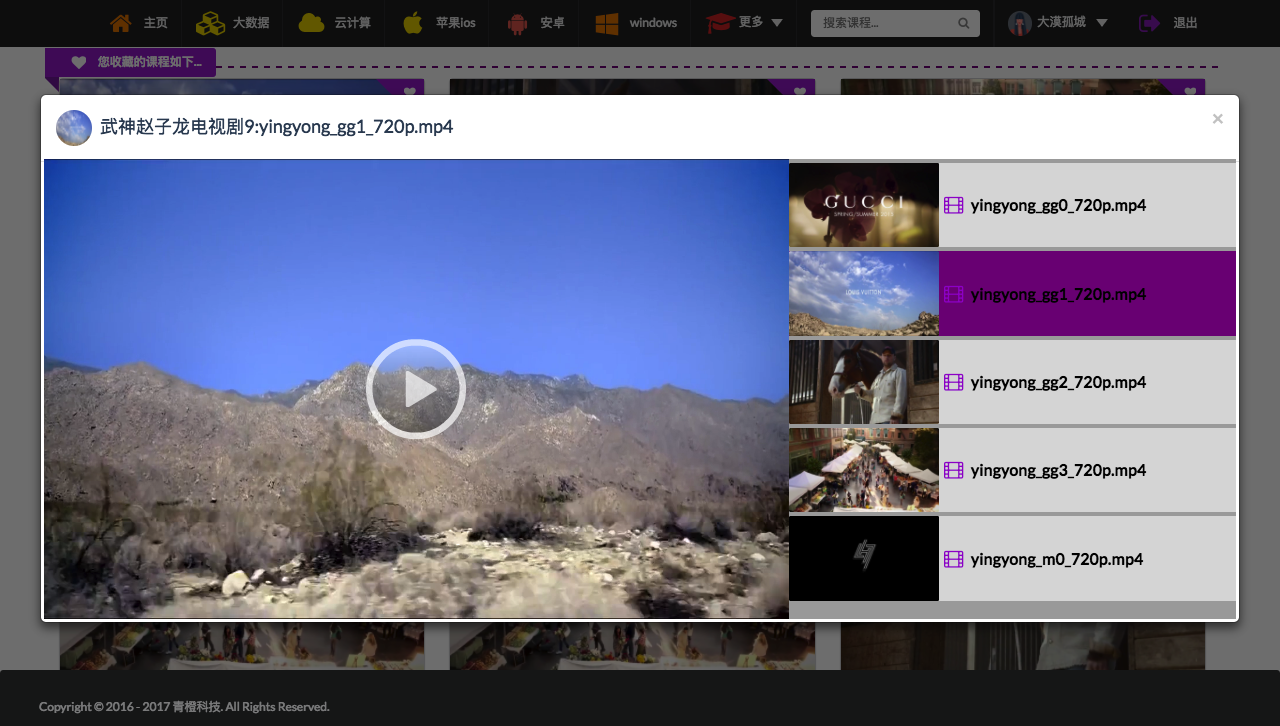 主页 大数据 云计算 苹果ios 安卓 windows 更多 搜索课程... 大漠孤城 退出
您收藏的课程如下...
武神赵子龙电视剧9:yingyong_gg1_720p.mp4 ×
GUCCI
SPRING/SUMMER 2013
yingyong_gg0_720p.mp4
LOUIS VUITTON
yingyong_gg1_720p.mp4
yingyong_gg2_720p.mp4
yingyong_gg3_720p.mp4
yingyong_m0_720p.mp4
Copyright © 2016 - 2017 青橙科技. All Rights Reserved.